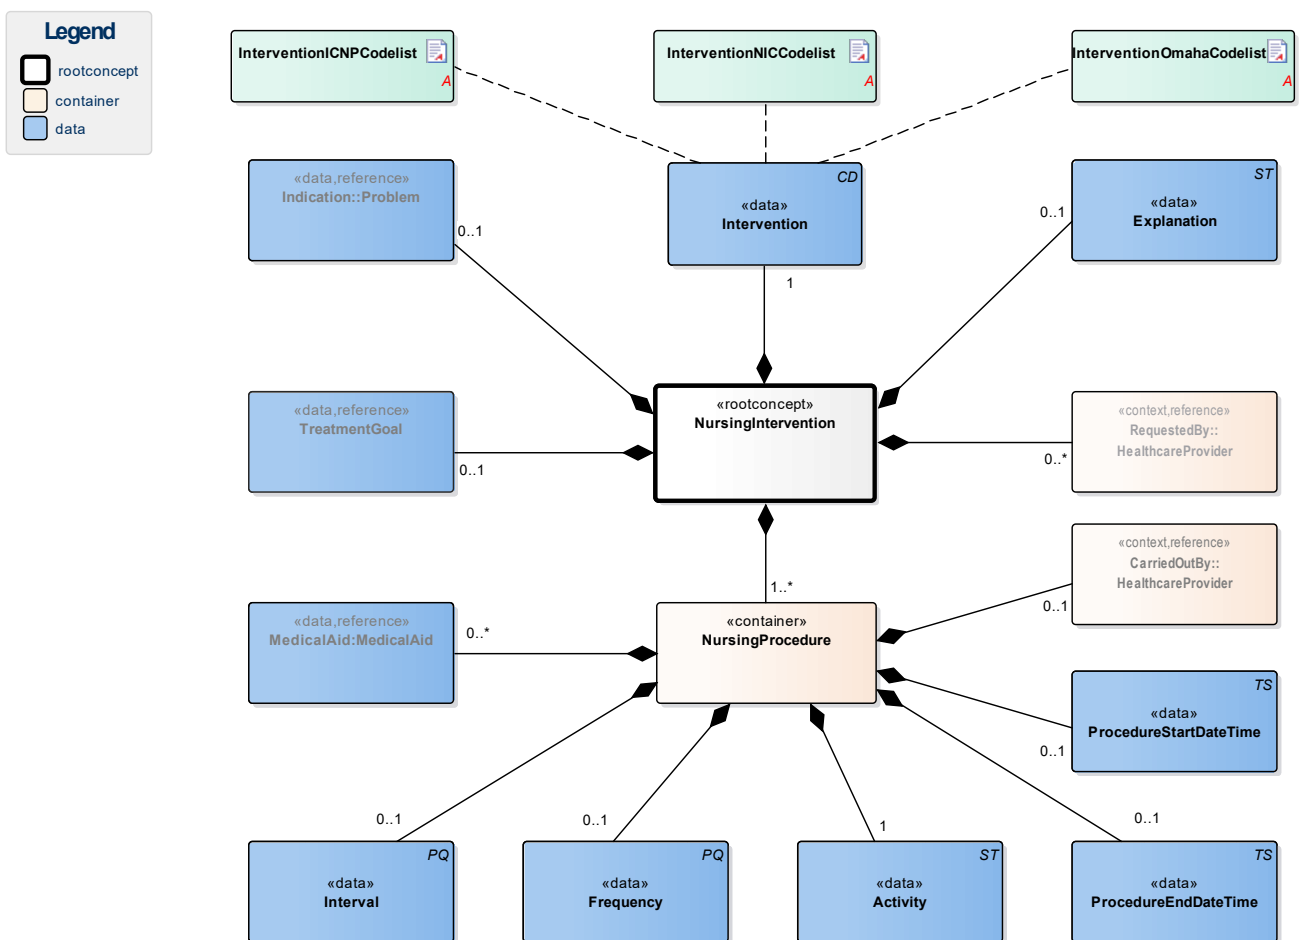 Legend
rootconcept
container
data
InterventionICNPCodelist
A
InterventionNICCodelist
A
InterventionOmahaCodelist
A
«data,reference»
Indication::Problem
0..1
CD
«data»
Intervention
1
ST
«data»
Explanation
0..1
«data,reference»
TreatmentGoal
0..1
«rootconcept»
NursingIntervention
«context,reference»
RequestedBy::
HealthcareProvider
0..*
«context,reference»
CarriedOutBy::
HealthcareProvider
0..1
«data,reference»
MedicalAid:MedicalAid
0..*
1..*
«container»
NursingProcedure
TS
«data»
ProcedureStartDateTime
0..1
0..1
PQ
«data»
Interval
0..1
PQ
«data»
Frequency
1
ST
«data»
Activity
0..1
TS
«data»
ProcedureEndDateTime